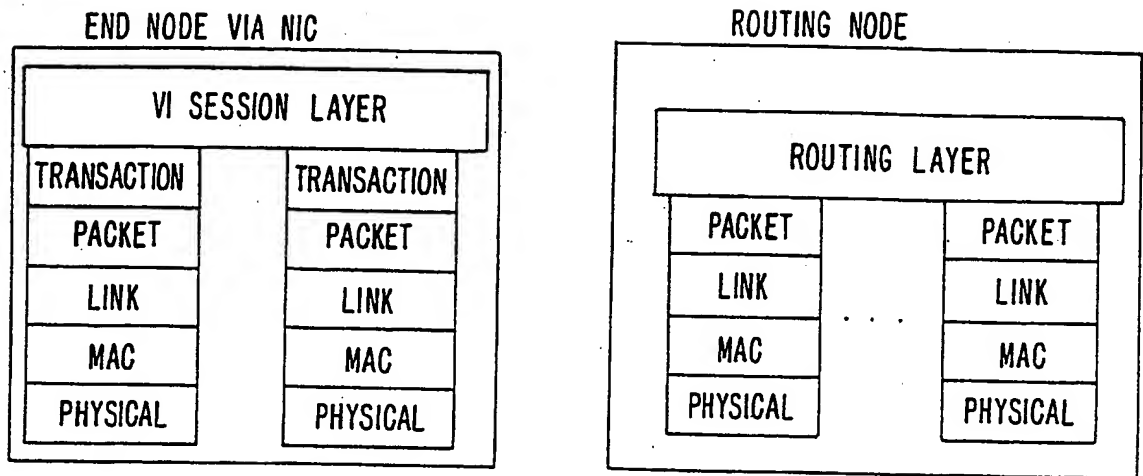 END NODE VIA NIC
VI SESSION LAYER
TRANSACTION TRANSACTION
PACKET PACKET
LINK LINK
MAC MAC
PHYSICAL PHYSICAL
ROUTING NODE
ROUTING LAYER
PACKET PACKET
LINK LINK
. . .
MAC MAC
PHYSICAL PHYSICAL